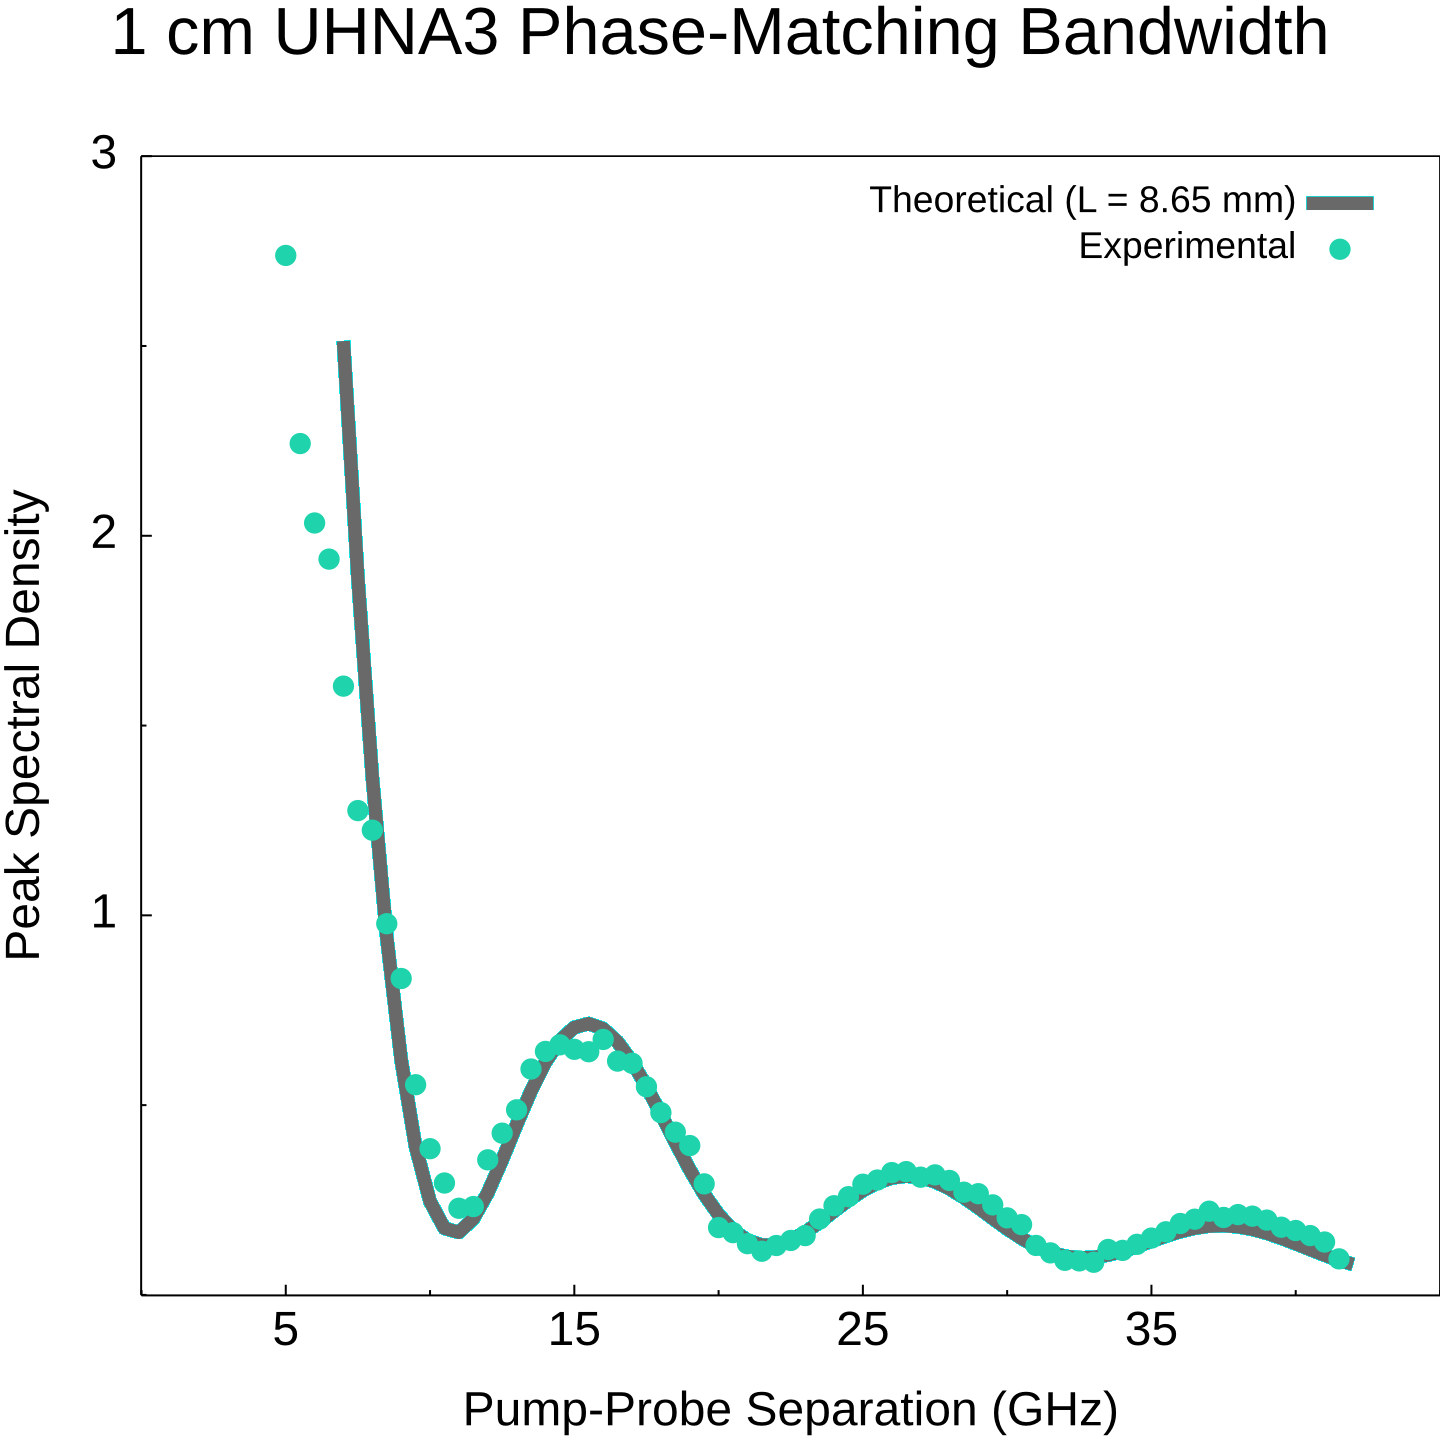 1 cm UHNA3 Phase-Matching Bandwidth
3
2
1
Peak Spectral Density
Theoretical (L = 8.65 mm)
Experimental
5 15 25 35
Pump-Probe Separation (GHz)